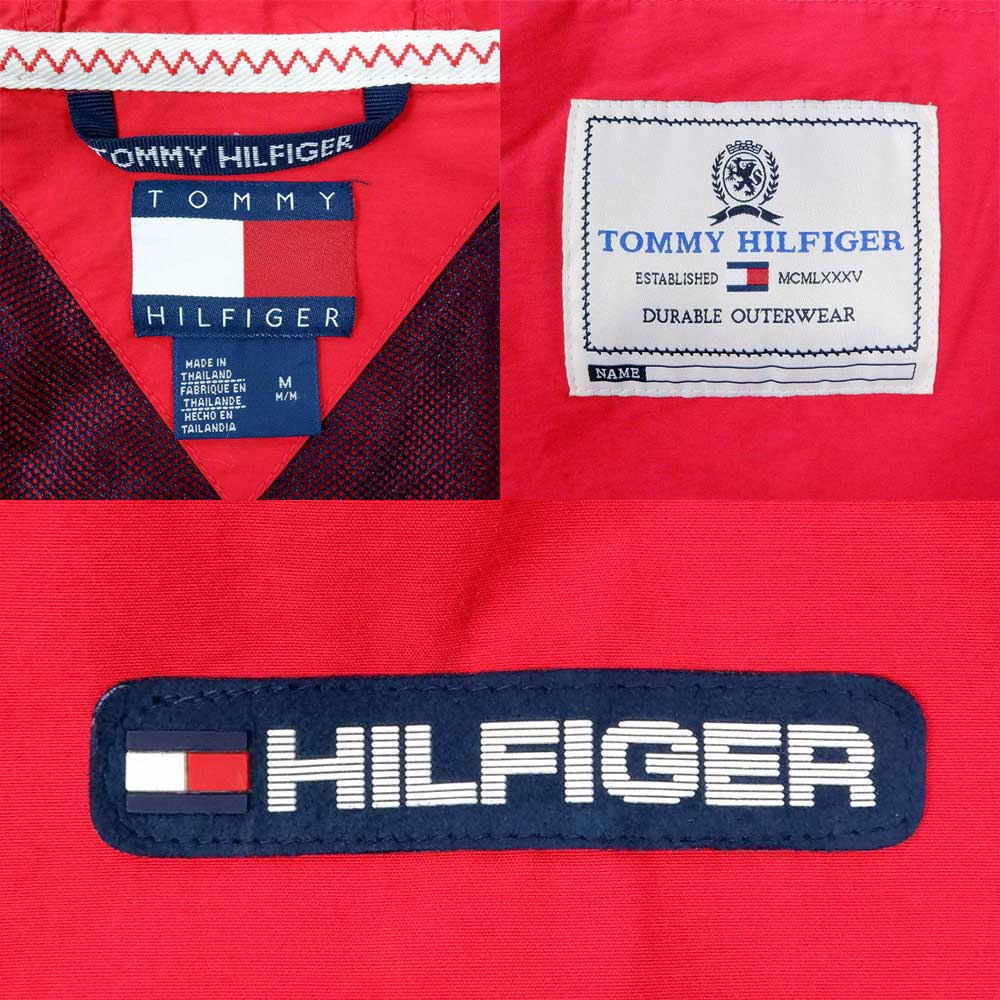 TOMMY HILFIGER
TOMMY
HILFIGER
MADE IN
THAILAND
FABRIQUE EN
THAILANDE
HECHO EN
TAILANDIA
M
M/M
TOMMY HILFIGER
ESTABLISHED MCMLXXXV
DURABLE OUTERWEAR
NAME
HILFIGER